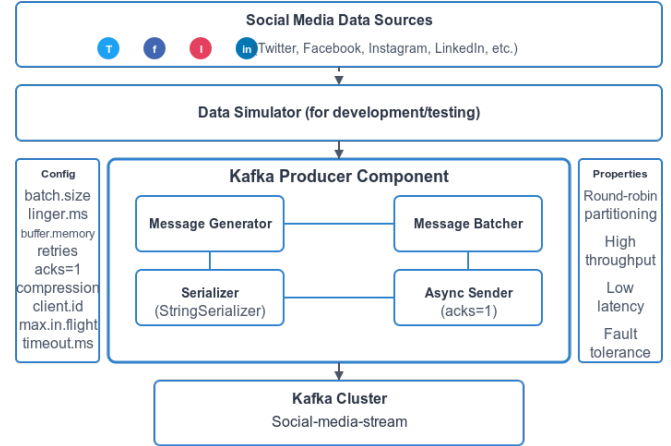 Social Media Data Sources
T f I in (Twitter, Facebook, Instagram, LinkedIn, etc.)
Data Simulator (for development/testing)
Config
batch.size
linger.ms
buffer.memory
retries
acks=1
compression
client.id
max.in.flight
timeout.ms
Kafka Producer Component
Message Generator
Message Batcher
Serializer
(StringSerializer)
Async Sender
(acks=1)
Properties
Round-robin
partitioning
High
throughput
Low
latency
Fault
tolerance
Kafka Cluster
Social-media-stream